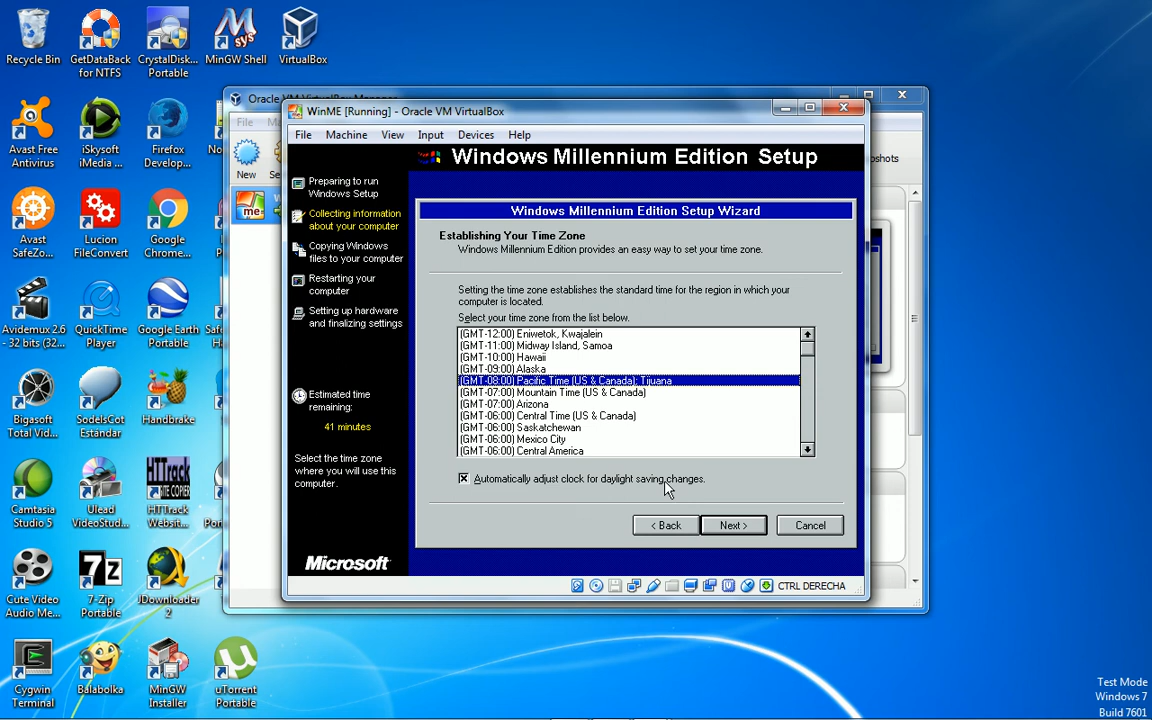 Recycle Bin
GetDataBack
for NTFS
CrystalDisk...
Portable
MinGW Shell
VirtualBox
Avast Free
Antivirus
iSkysoft
iMedia ...
Firefox
Develop...
Avast
SafeZo...
Lucion
FileConvert
Google
Chrome...
Avidemux 2.6
- 32 bits (32...
QuickTime
Player
Google Earth
Portable
Bigasoft
Total Vid...
SodelsCot
Estándar
Handbrake
Camtasia
Studio 5
Ulead
VideoStud...
HTTrack
Websit...
Cute Video
Audio Me...
7-Zip
Portable
JDownloader
2
Cygwin
Terminal
Balabolka
MinGW
Installer
uTorrent
Portable
Oracle VM VirtualBox Manager
File
New
WinME [Running] - Oracle VM VirtualBox
File Machine View Input Devices Help
Windows Millennium Edition Setup
Preparing to run
Windows Setup
Collecting information
about your computer
Copying Windows
files to your computer
Restarting your
computer
Setting up hardware
and finalizing settings
Estimated time
remaining:
41 minutes
Select the time zone
where you will use this
computer.
Microsoft
Windows Millennium Edition Setup Wizard
Establishing Your Time Zone
Windows Millennium Edition provides an easy way to set your time zone.
Setting the time zone establishes the standard time for the region in which your
computer is located.
Select your time zone from the list below.
(GMT-12:00) Eniwetok, Kwajalein
(GMT-11:00) Midway Island, Samoa
(GMT-10:00) Hawaii
(GMT-09:00) Alaska
(GMT-08:00) Pacific Time (US & Canada); Tijuana
(GMT-07:00) Mountain Time (US & Canada)
(GMT-07:00) Arizona
(GMT-06:00) Central Time (US & Canada)
(GMT-06:00) Saskatchewan
(GMT-06:00) Mexico City
(GMT-06:00) Central America
Automatically adjust clock for daylight saving changes.
< Back Next > Cancel
CTRL DERECHA
Test Mode
Windows 7
Build 7601